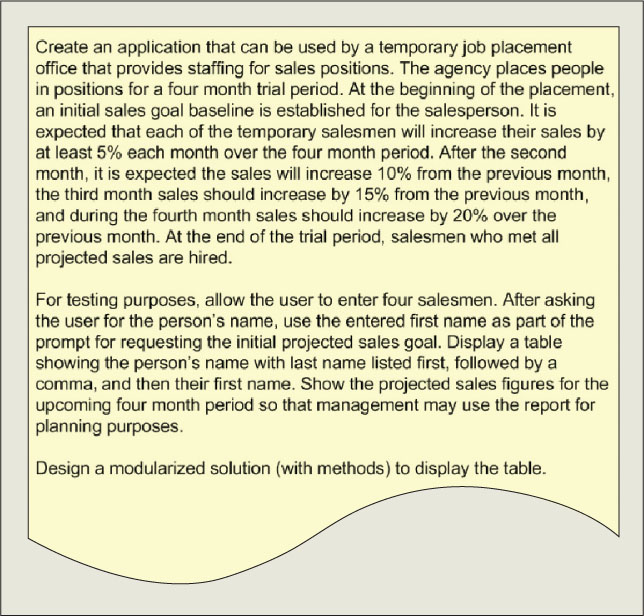 Create an application that can be used by a temporary job placement
office that provides staffing for sales positions. The agency places people
in positions for a four month trial period. At the beginning of the placement,
an initial sales goal baseline is established for the salesperson. It is
expected that each of the temporary salesmen will increase their sales by
at least 5% each month over the four month period. After the second
month, it is expected the sales will increase 10% from the previous month,
the third month sales should increase by 15% from the previous month,
and during the fourth month sales should increase by 20% over the
previous month. At the end of the trial period, salesmen who met all
projected sales are hired.
For testing purposes, allow the user to enter four salesmen. After asking
the user for the person's name, use the entered first name as part of the
prompt for requesting the initial projected sales goal. Display a table
showing the person's name with last name listed first, followed by a
comma, and then their first name. Show the projected sales figures for the
upcoming four month period so that management may use the report for
planning purposes.
Design a modularized solution (with methods) to display the table.